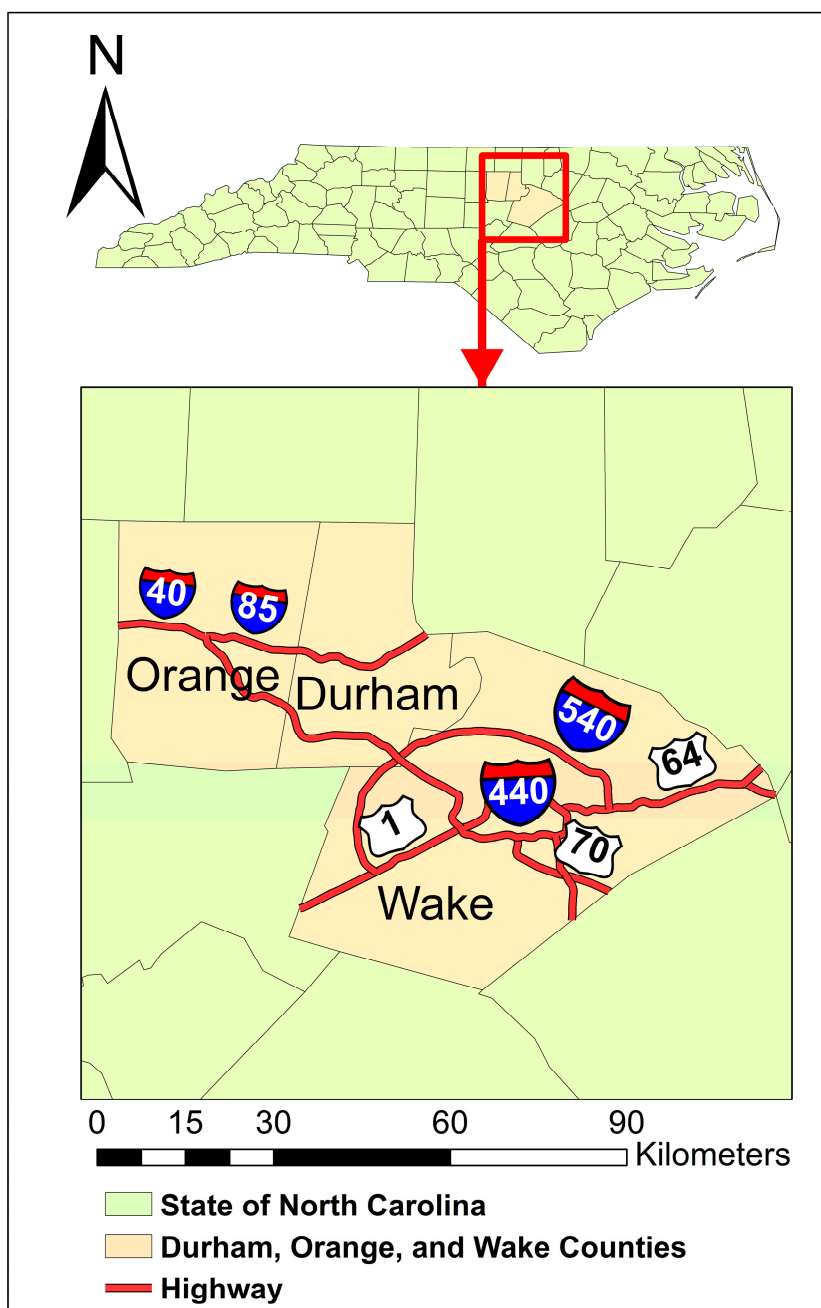 N
40
85
Orange
Durham
540
64
440
1
70
Wake
0 15 30 60 90
Kilometers
State of North Carolina
Durham, Orange, and Wake Counties
Highway